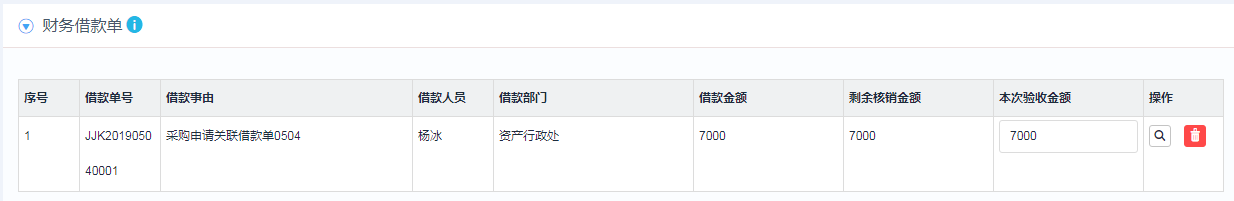 财务借款单
序号 借款单号 借款事由 借款人员 借款部门 借款金额 剩余核销金额 本次验收金额 操作
1 JJK2019050 采购申请关联借款单0504 杨冰 资产行政处 7000 7000 7000
40001